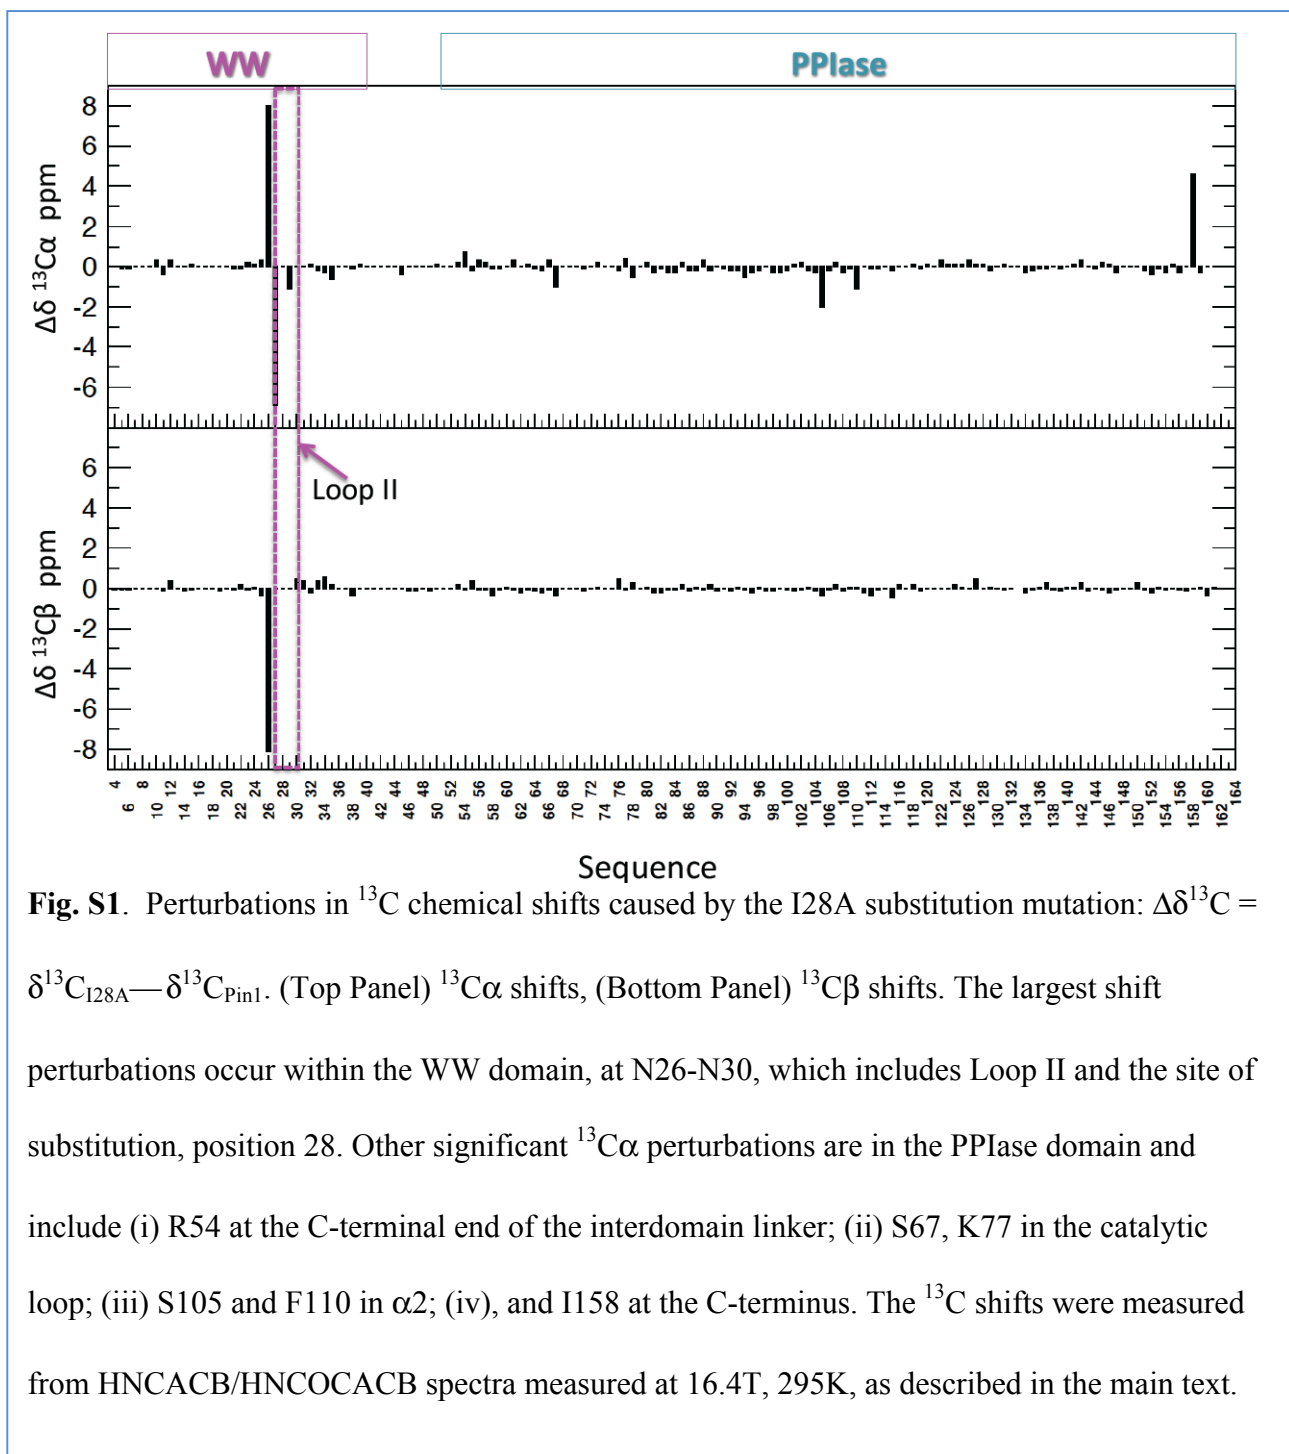 WW PPIase
8
6
4
2
0
-2
-4
-6
Δδ ¹³Cα ppm
6
4
2
0
-2
-4
-6
-8
Δδ ¹³Cβ ppm
Loop II
4 8 12 16 20 24 28 32 36 40 44 48 52 56 60 64 68 72 76 80 84 88 92 96 100 104 108 112 116 120 124 128 132 136 140 144 148 152 156 160 164
6 10 14 18 22 26 30 34 38 42 46 50 54 58 62 66 70 74 78 82 86 90 94 98 102 106 110 114 118 122 126 130 134 138 142 146 150 154 158 162
Sequence
Fig. S1. Perturbations in ¹³C chemical shifts caused by the I28A substitution mutation: Δδ¹³C =
δ¹³C_I28A — δ¹³C_Pin1. (Top Panel) ¹³Cα shifts, (Bottom Panel) ¹³Cβ shifts. The largest shift
perturbations occur within the WW domain, at N26-N30, which includes Loop II and the site of
substitution, position 28. Other significant ¹³Cα perturbations are in the PPIase domain and
include (i) R54 at the C-terminal end of the interdomain linker; (ii) S67, K77 in the catalytic
loop; (iii) S105 and F110 in α2; (iv), and I158 at the C-terminus. The ¹³C shifts were measured
from HNCACB/HNCOCACB spectra measured at 16.4T, 295K, as described in the main text.